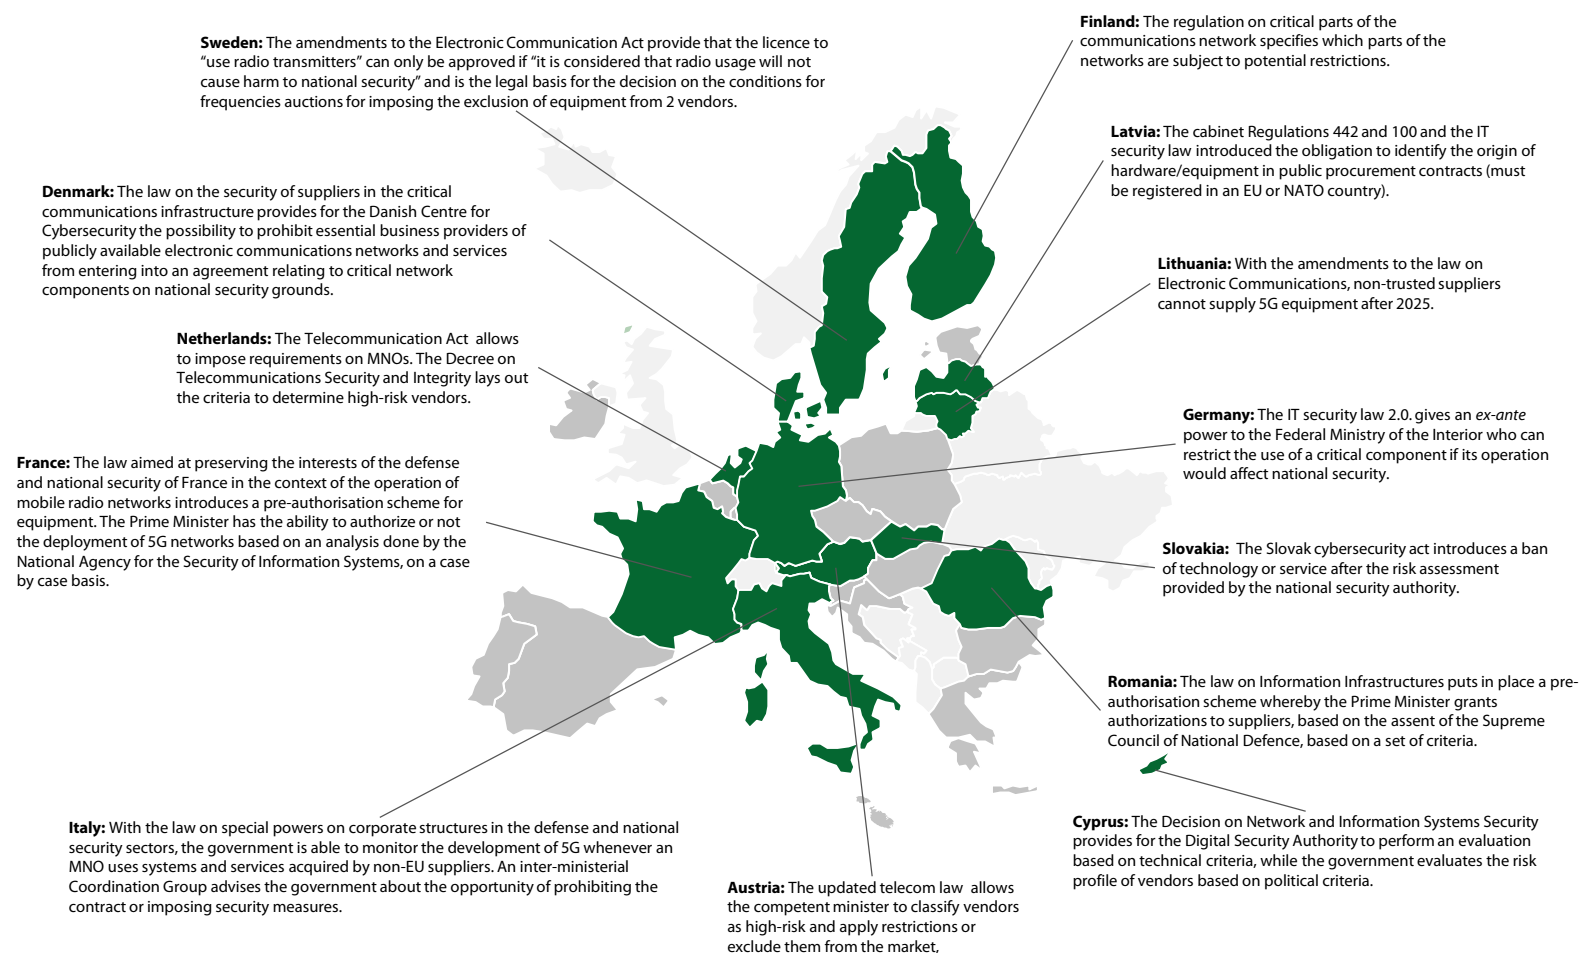 Sweden: The amendments to the Electronic Communication Act provide that the licence to
“use radio transmitters” can only be approved if “it is considered that radio usage will not
cause harm to national security” and is the legal basis for the decision on the conditions for
frequencies auctions for imposing the exclusion of equipment from 2 vendors.
Finland: The regulation on critical parts of the
communications network specifies which parts of the
networks are subject to potential restrictions.
Latvia: The cabinet Regulations 442 and 100 and the IT
security law introduced the obligation to identify the origin of
hardware/equipment in public procurement contracts (must
be registered in an EU or NATO country).
Denmark: The law on the security of suppliers in the critical
communications infrastructure provides for the Danish Centre for
Cybersecurity the possibility to prohibit essential business providers of
publicly available electronic communications networks and services
from entering into an agreement relating to critical network
components on national security grounds.
Lithuania: With the amendments to the law on
Electronic Communications, non-trusted suppliers
cannot supply 5G equipment after 2025.
Netherlands: The Telecommunication Act allows
to impose requirements on MNOs. The Decree on
Telecommunications Security and Integrity lays out
the criteria to determine high-risk vendors.
Germany: The IT security law 2.0. gives an ex-ante
power to the Federal Ministry of the Interior who can
restrict the use of a critical component if its operation
would affect national security.
France: The law aimed at preserving the interests of the defense
and national security of France in the context of the operation of
mobile radio networks introduces a pre-authorisation scheme for
equipment. The Prime Minister has the ability to authorize or not
the deployment of 5G networks based on an analysis done by the
National Agency for the Security of Information Systems, on a case
by case basis.
Slovakia: The Slovak cybersecurity act introduces a ban
of technology or service after the risk assessment
provided by the national security authority.
Romania: The law on Information Infrastructures puts in place a pre-
authorisation scheme whereby the Prime Minister grants
authorizations to suppliers, based on the assent of the Supreme
Council of National Defence, based on a set of criteria.
Italy: With the law on special powers on corporate structures in the defense and national
security sectors, the government is able to monitor the development of 5G whenever an
MNO uses systems and services acquired by non-EU suppliers. An inter-ministerial
Coordination Group advises the government about the opportunity of prohibiting the
contract or imposing security measures.
Cyprus: The Decision on Network and Information Systems Security
provides for the Digital Security Authority to perform an evaluation
based on technical criteria, while the government evaluates the risk
profile of vendors based on political criteria.
Austria: The updated telecom law allows
the competent minister to classify vendors
as high-risk and apply restrictions or
exclude them from the market,